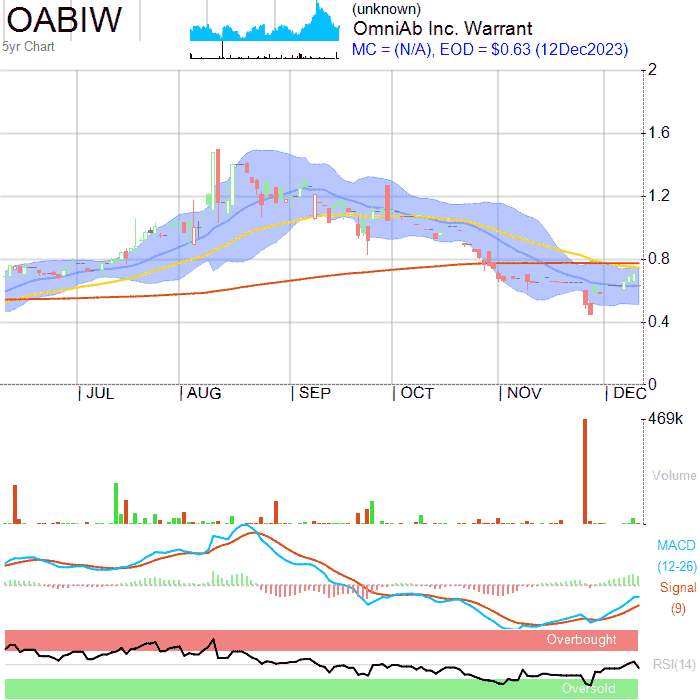 OABIW
5yr Chart
(unknown)
OmniAb Inc. Warrant
MC = (N/A), EOD = $0.63 (12Dec2023)
2
1.6
1.2
0.8
0.4
0
JUL AUG SEP OCT NOV DEC
469k
Volume
MACD
(12-26)
Signal
(9)
Overbought
RSI(14)
Oversold